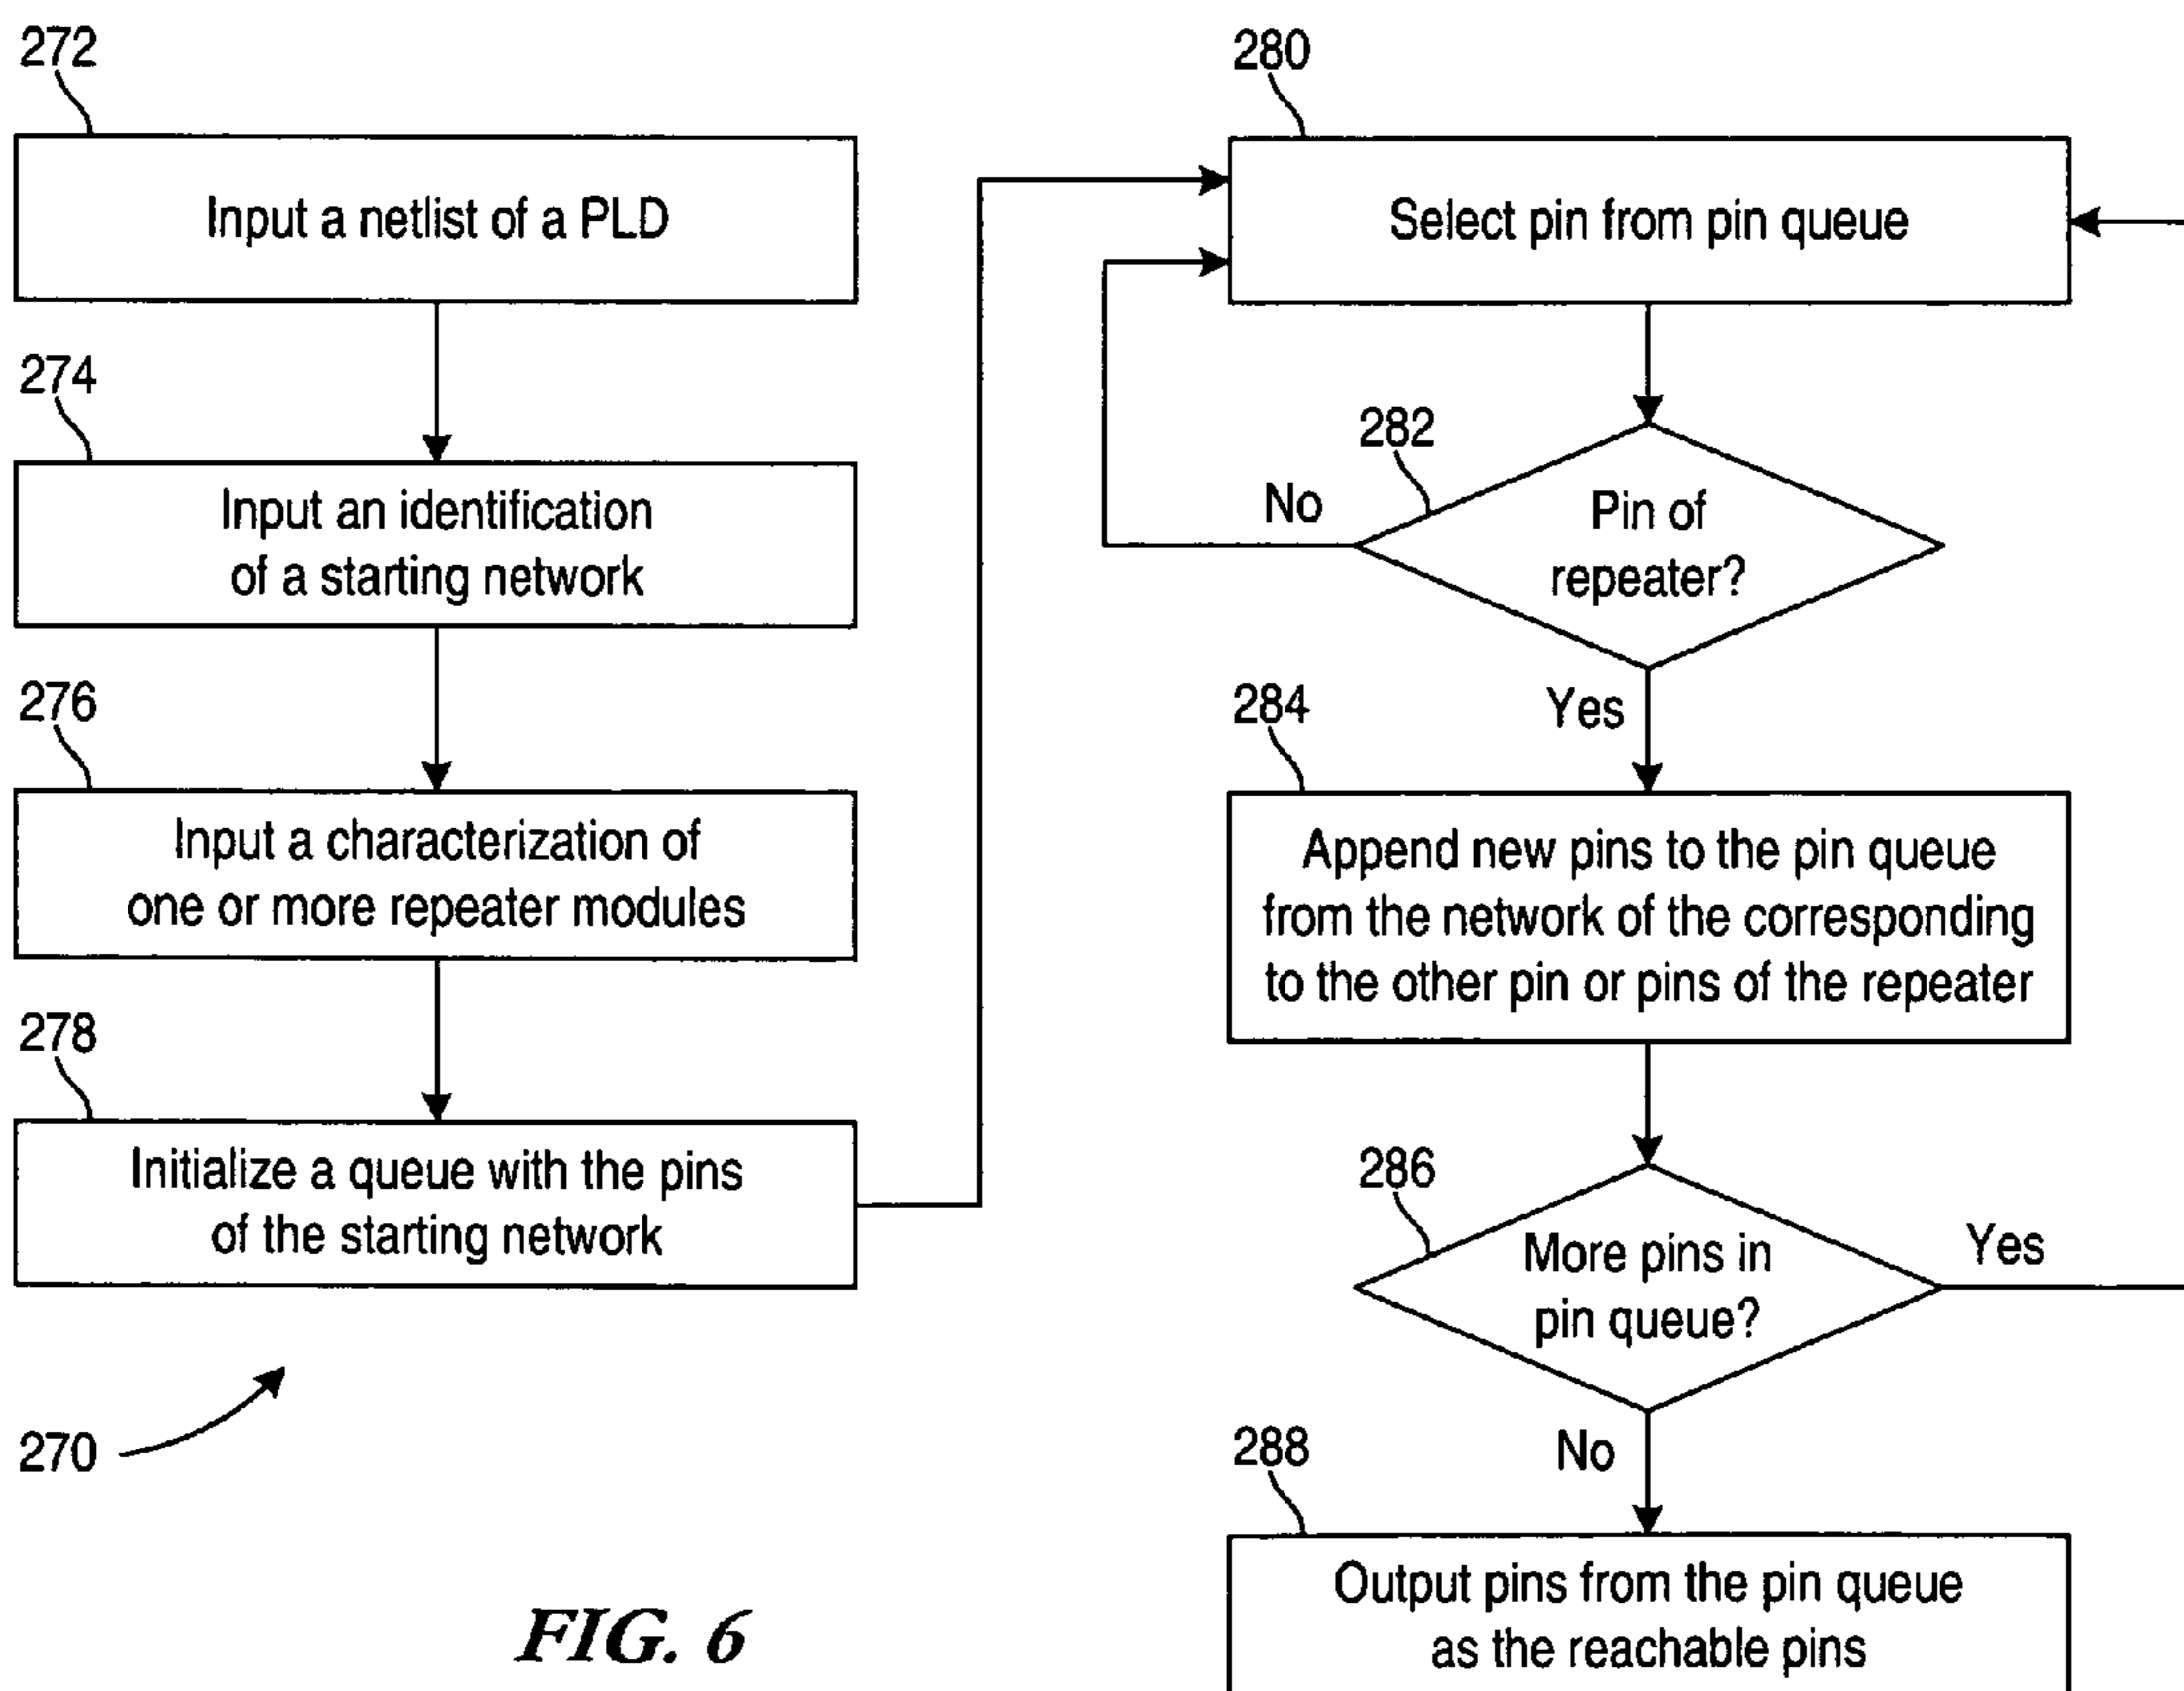 272
Input a netlist of a PLD
274
Input an identification
of a starting network
276
Input a characterization of
one or more repeater modules
278
Initialize a queue with the pins
of the starting network
270
FIG. 6
280
Select pin from pin queue
282
No
Pin of
repeater?
Yes
284
Append new pins to the pin queue
from the network of the corresponding
to the other pin or pins of the repeater
286
More pins in
pin queue?
Yes
No
288
Output pins from the pin queue
as the reachable pins